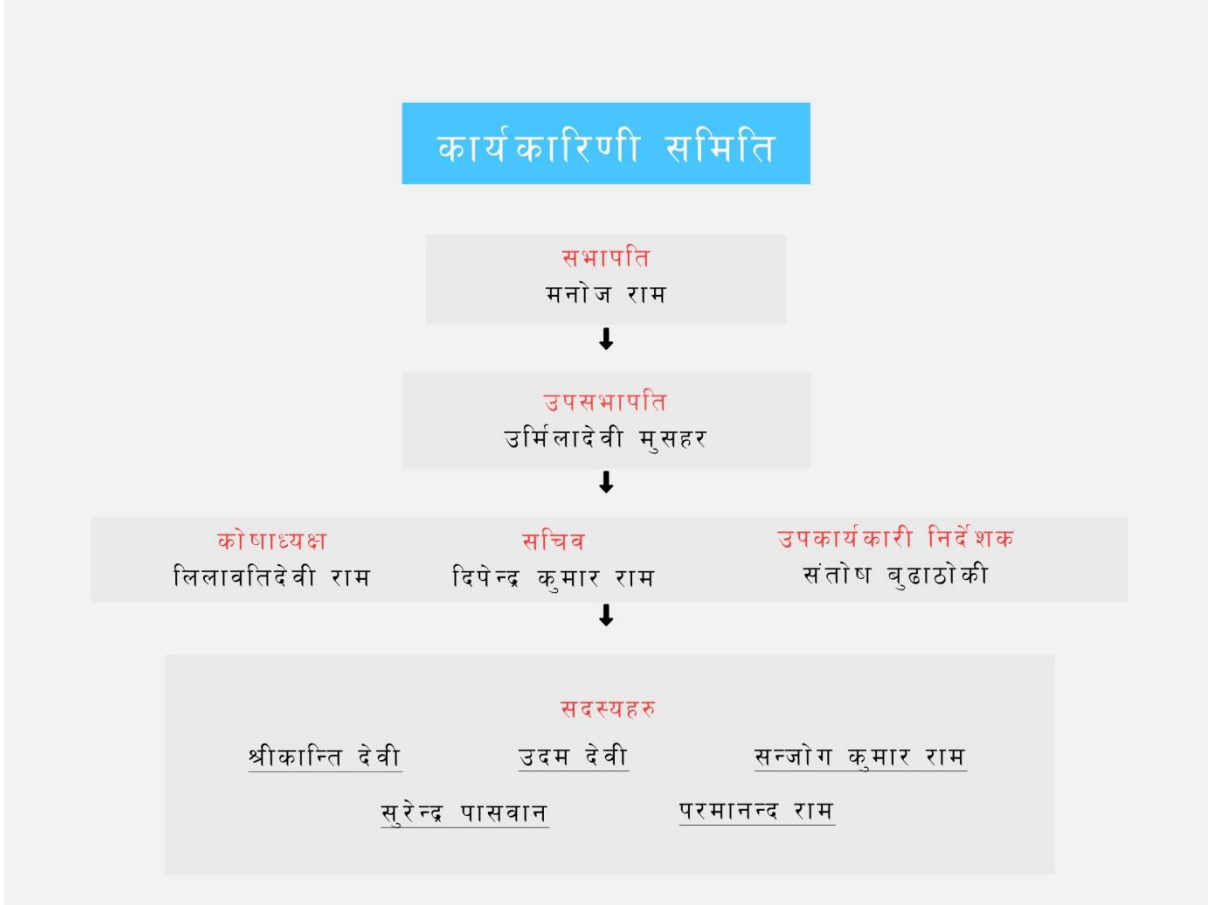 कार्यकारिणी समिति
सभापति
मनोज राम
उपसभापति
उर्मिलादेवी मुसहर
कोषाध्यक्ष सचिव उपकार्यकारी निर्देशक
लिलावतिदेवी राम दिपेन्द्र कुमार राम संतोष बुढाठोकी
सदस्यहरु
श्रीकान्ति देवी उदम देवी सन्जोग कुमार राम
सुरेन्द्र पासवान परमानन्द राम